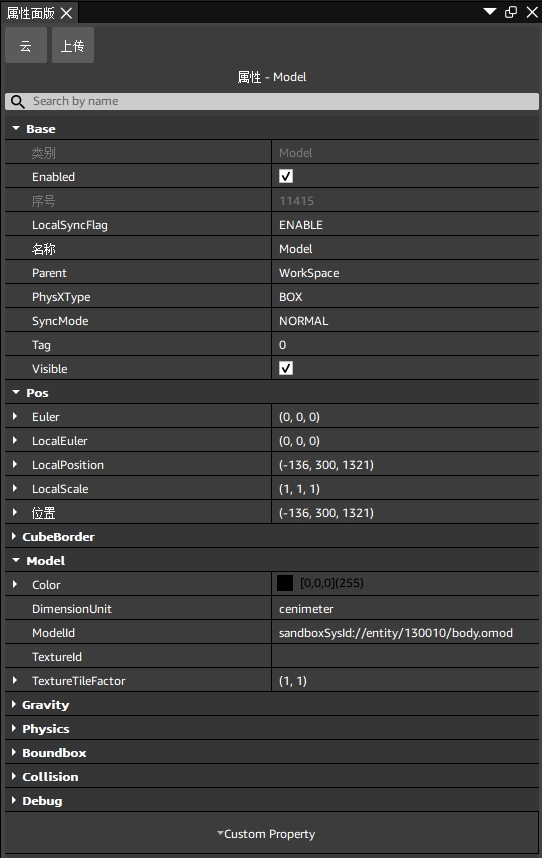 属性面版
云 上传
属性 - Model
Search by name
Base
类别 Model
Enabled
序号 11415
LocalSyncFlag ENABLE
名称 Model
Parent WorkSpace
PhysXType BOX
SyncMode NORMAL
Tag 0
Visible
Pos
Euler (0, 0, 0)
LocalEuler (0, 0, 0)
LocalPosition (-136, 300, 1321)
LocalScale (1, 1, 1)
位置 (-136, 300, 1321)
CubeBorder
Model
Color [0,0,0](255)
DimensionUnit cenimeter
ModelId sandboxSysId://entity/130010/body.omod
TextureId
TextureTileFactor (1, 1)
Gravity
Physics
Boundbox
Collision
Debug
Custom Property